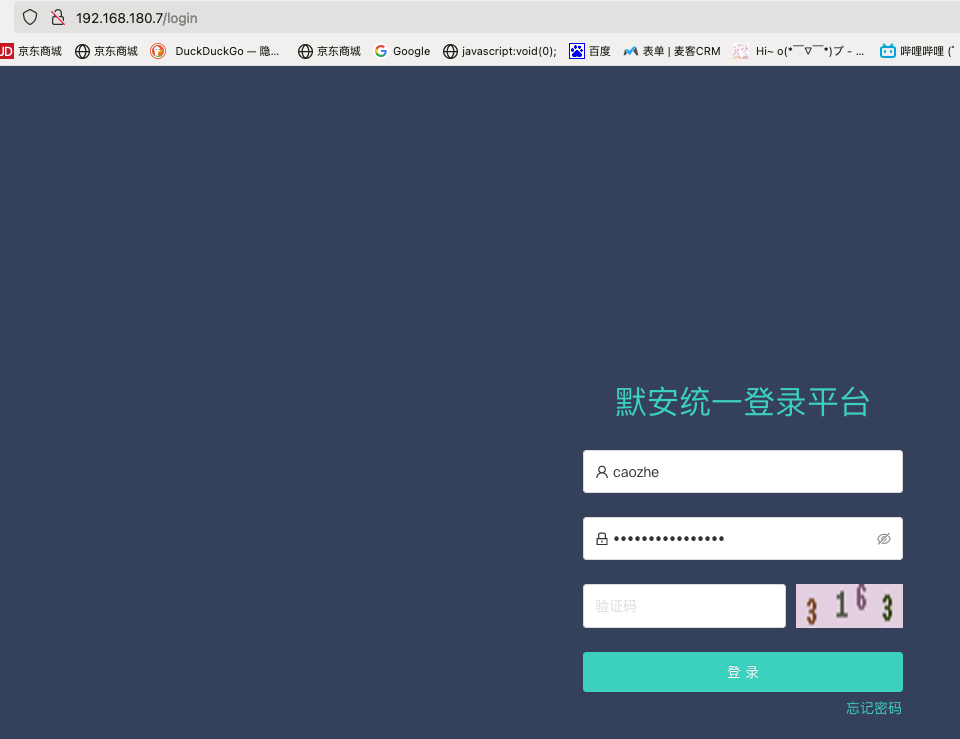 192.168.180.7/login
JD 京东商城 京东商城 DuckDuckGo — 隐... 京东商城 Google javascript:void(0); 百度 表单 | 麦客CRM Hi~ o(*￣▽￣*)ブ - ... 哔哩哔哩 (゜
默安统一登录平台
caozhe
••••••••••••••••
验证码 3 1 6 3
登 录
忘记密码